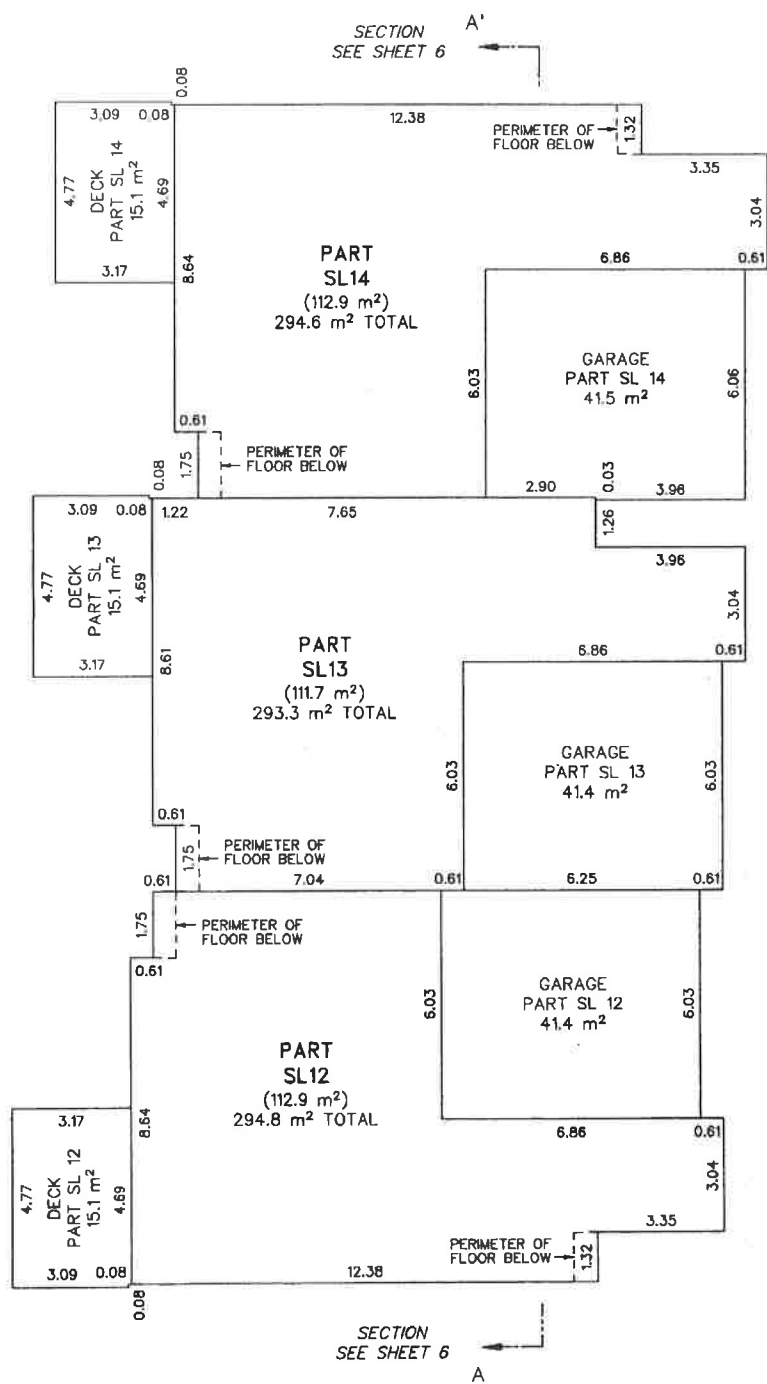 A'
SECTION
SEE SHEET 6
0.08
3.09 0.08
12.38
PERIMETER OF
FLOOR BELOW
1.32
3.35
4.77
DECK
PART SL 14
15.1 m²
4.69
3.04
3.17
8.64
PART
SL14
(112.9 m²)
294.6 m² TOTAL
6.86
0.61
6.03
GARAGE
PART SL 14
41.5 m²
6.06
0.61
1.75
PERIMETER OF
FLOOR BELOW
0.08
2.90
0.03
3.96
3.09 0.08
1.22
7.65
1.26
3.96
4.77
DECK
PART SL 13
15.1 m²
4.69
3.04
3.17
8.61
PART
SL13
(111.7 m²)
293.3 m² TOTAL
6.86
0.61
6.03
GARAGE
PART SL 13
41.4 m²
6.03
0.61
1.75
PERIMETER OF
FLOOR BELOW
0.61
7.04
0.61
6.25
0.61
1.75
PERIMETER OF
FLOOR BELOW
0.61
6.03
GARAGE
PART SL 12
41.4 m²
6.03
PART
SL12
(112.9 m²)
294.8 m² TOTAL
8.64
3.17
6.86
0.61
4.77
DECK
PART SL 12
15.1 m²
4.69
3.04
3.35
PERIMETER OF
FLOOR BELOW
1.32
3.09 0.08
12.38
0.08
SECTION
SEE SHEET 6
A